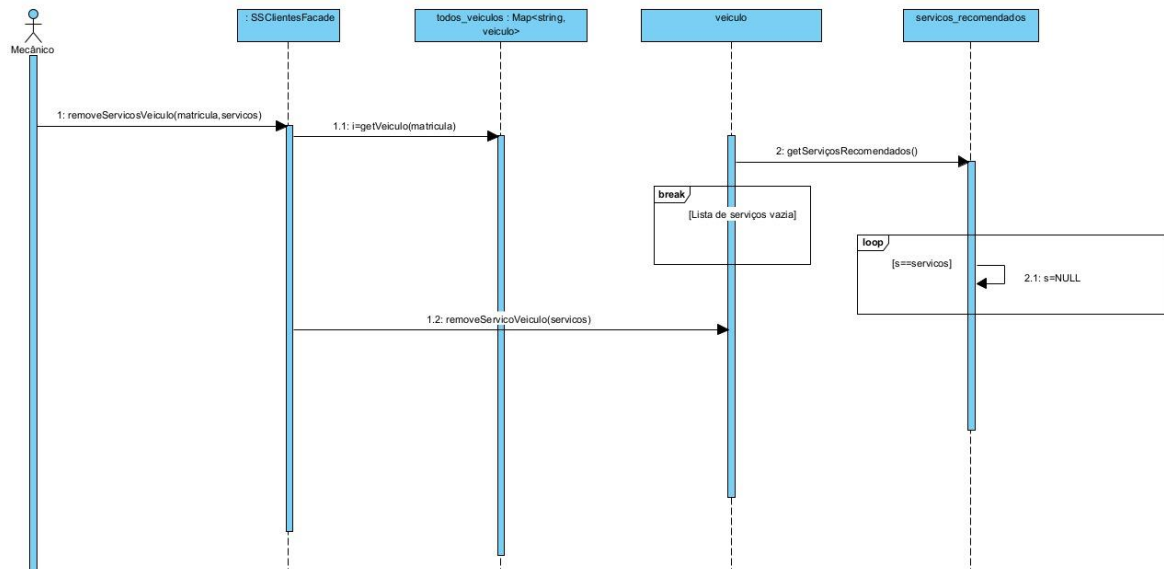 : SSClientesFacade
todos_veiculos : Map<string,
veiculo>
veiculo
servicos_recomendados
Mecânico
1: removeServicosVeiculo(matricula,servicos)
1.1: i=getVeiculo(matricula)
2: getServiçosRecomendados()
break
[Lista de serviços vazia]
loop
[s==servicos]
2.1: s=NULL
1.2: removeServicoVeiculo(servicos)